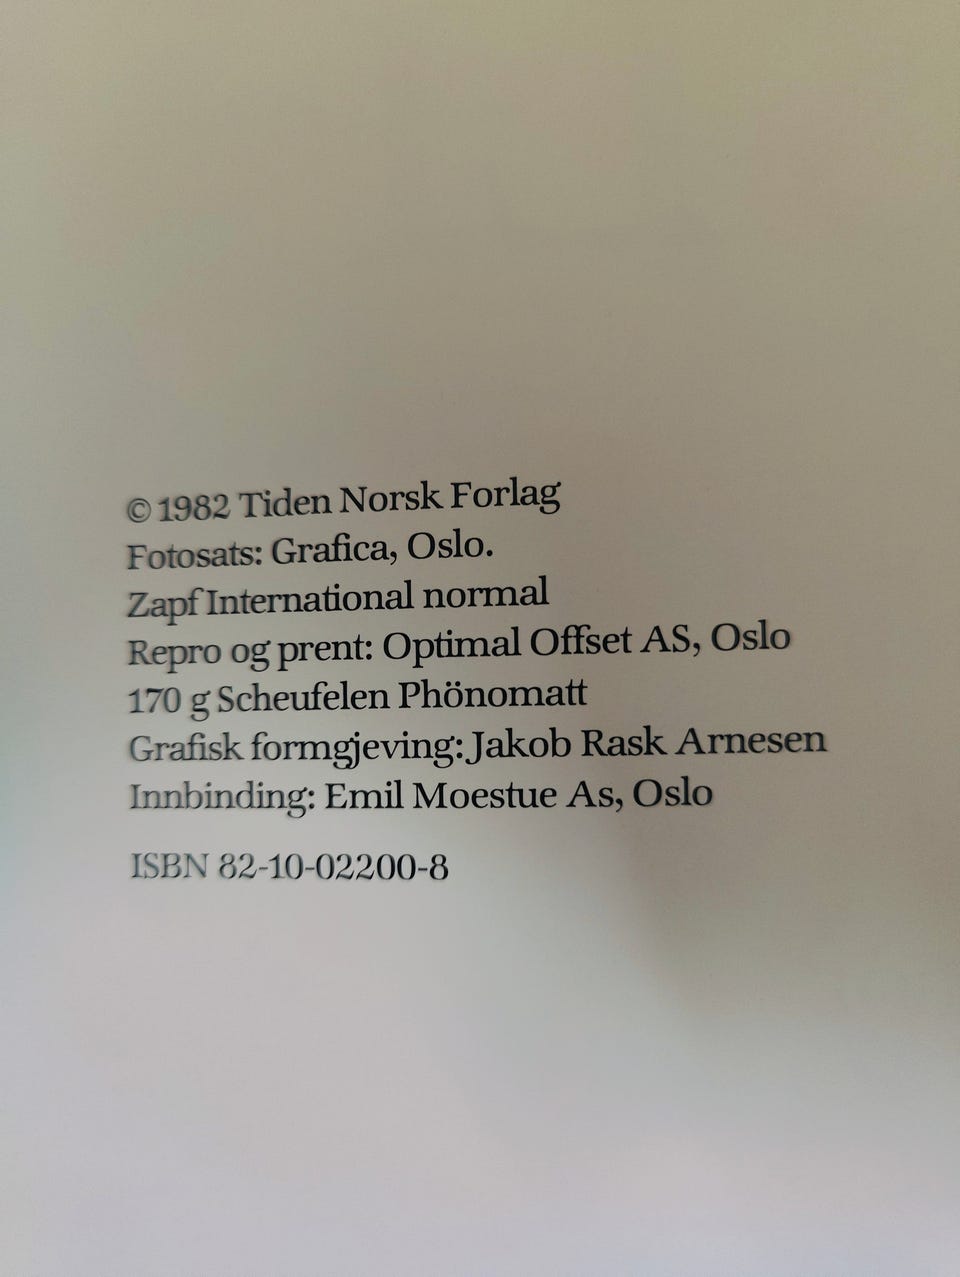 © 1982 Tiden Norsk Forlag
Fotosats: Grafica, Oslo.
Zapf International normal
Repro og prent: Optimal Offset AS, Oslo
170 g Scheufelen Phönomatt
Grafisk formgjeving: Jakob Rask Arnesen
Innbinding: Emil Moestue As, Oslo
ISBN 82-10-02200-8